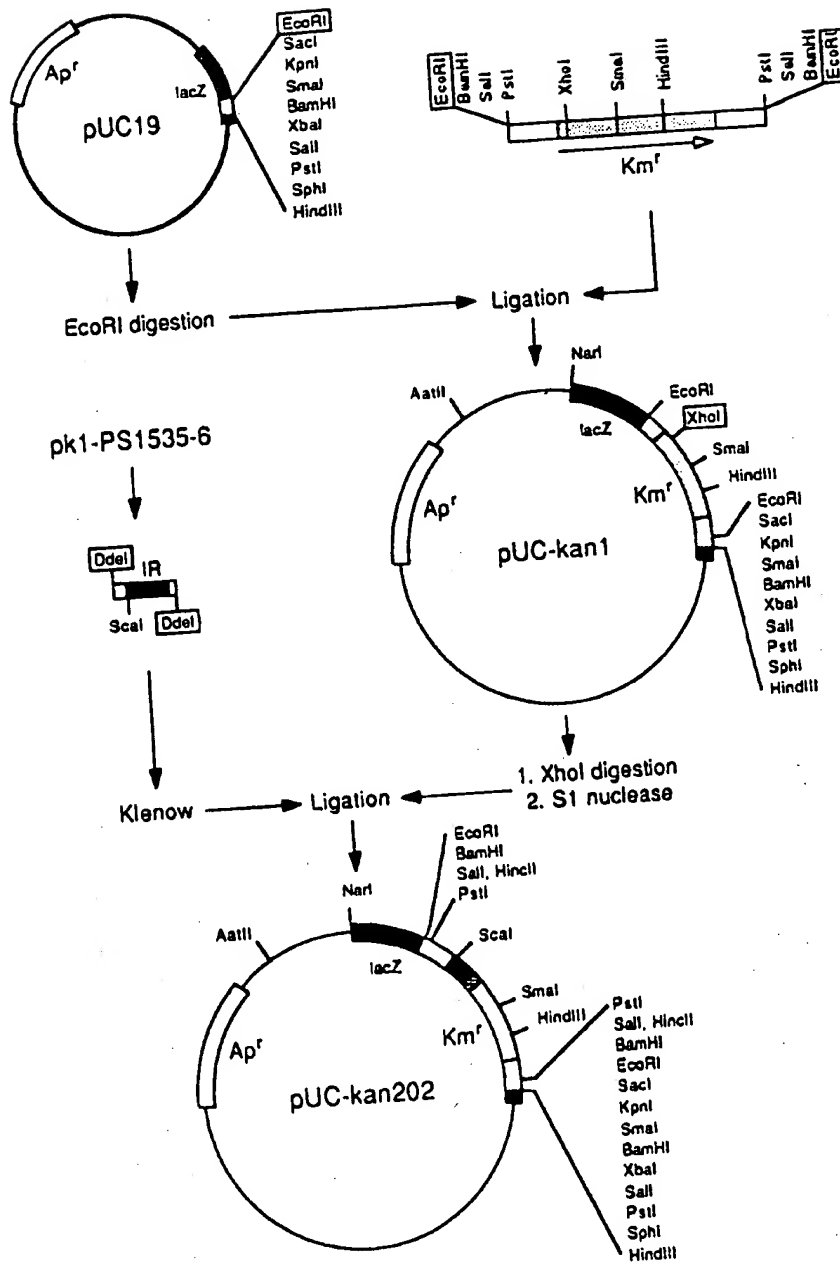 EcoRI
SacI
KpnI
SmaI
BamHI
XbaI
SalI
PstI
SphI
HindIII
Apr
lacZ
pUC19
EcoRI
BamHI
SalI
PstI
XhoI
SmaI
HindIII
PstI
SalI
BamHI
EcoRI
Kmr
EcoRI digestion
Ligation
NarI
AatII
EcoRI
XhoI
SmaI
HindIII
lacZ
Kmr
Apr
pUC-kan1
EcoRI
SacI
KpnI
SmaI
BamHI
XbaI
SalI
PstI
SphI
HindIII
pk1-PS1535-6
DdeI
IR
ScaI
DdeI
1. XhoI digestion
2. S1 nuclease
Klenow
Ligation
EcoRI
BamHI
SalI, HincII
PstI
NarI
AatII
ScaI
lacZ
SmaI
HindIII
Kmr
Apr
pUC-kan202
PstI
SalI, HincII
BamHI
EcoRI
SacI
KpnI
SmaI
BamHI
XbaI
SalI
PstI
SphI
HindIII